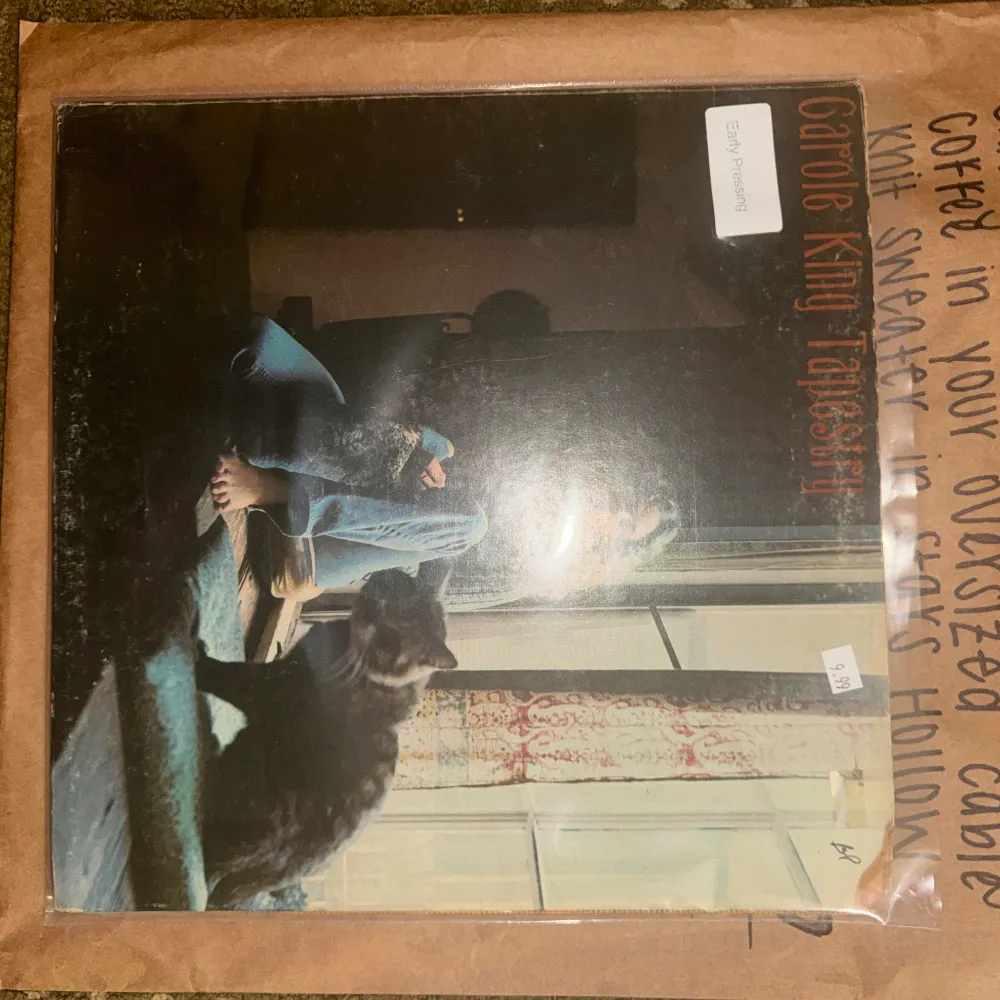 coffee in your oversized cable
knit sweater in stars Hollow
Carole King Tapestry
Early Pressing
9.99